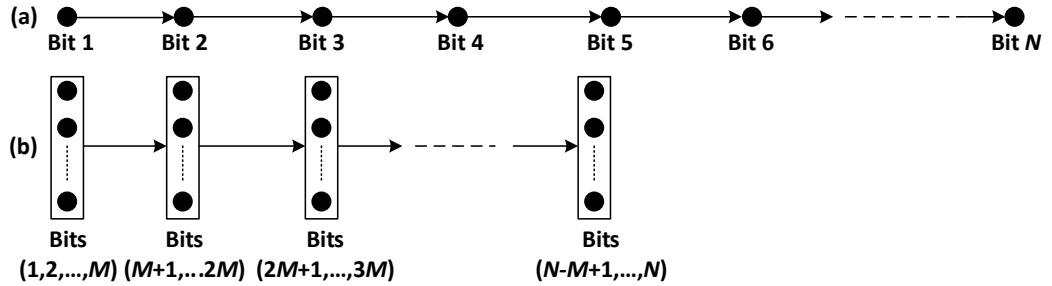 (a)
Bit 1 Bit 2 Bit 3 Bit 4 Bit 5 Bit 6 Bit N
(b)
Bits Bits Bits Bits
(1,2,...,M) (M+1,...2M) (2M+1,...,3M) (N-M+1,...,N)